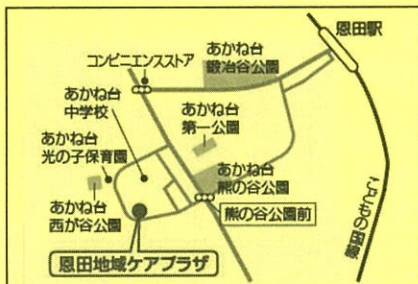 恩田駅
あかね台
鍛冶谷公園
コンビニエンスストア
あかね台
中学校
あかね台
第一公園
あかね台
光の子保育園
あかね台
熊の谷公園
あかね台
西が谷公園
熊の谷公園前
こどもの国線
恩田地域ケアプラザ